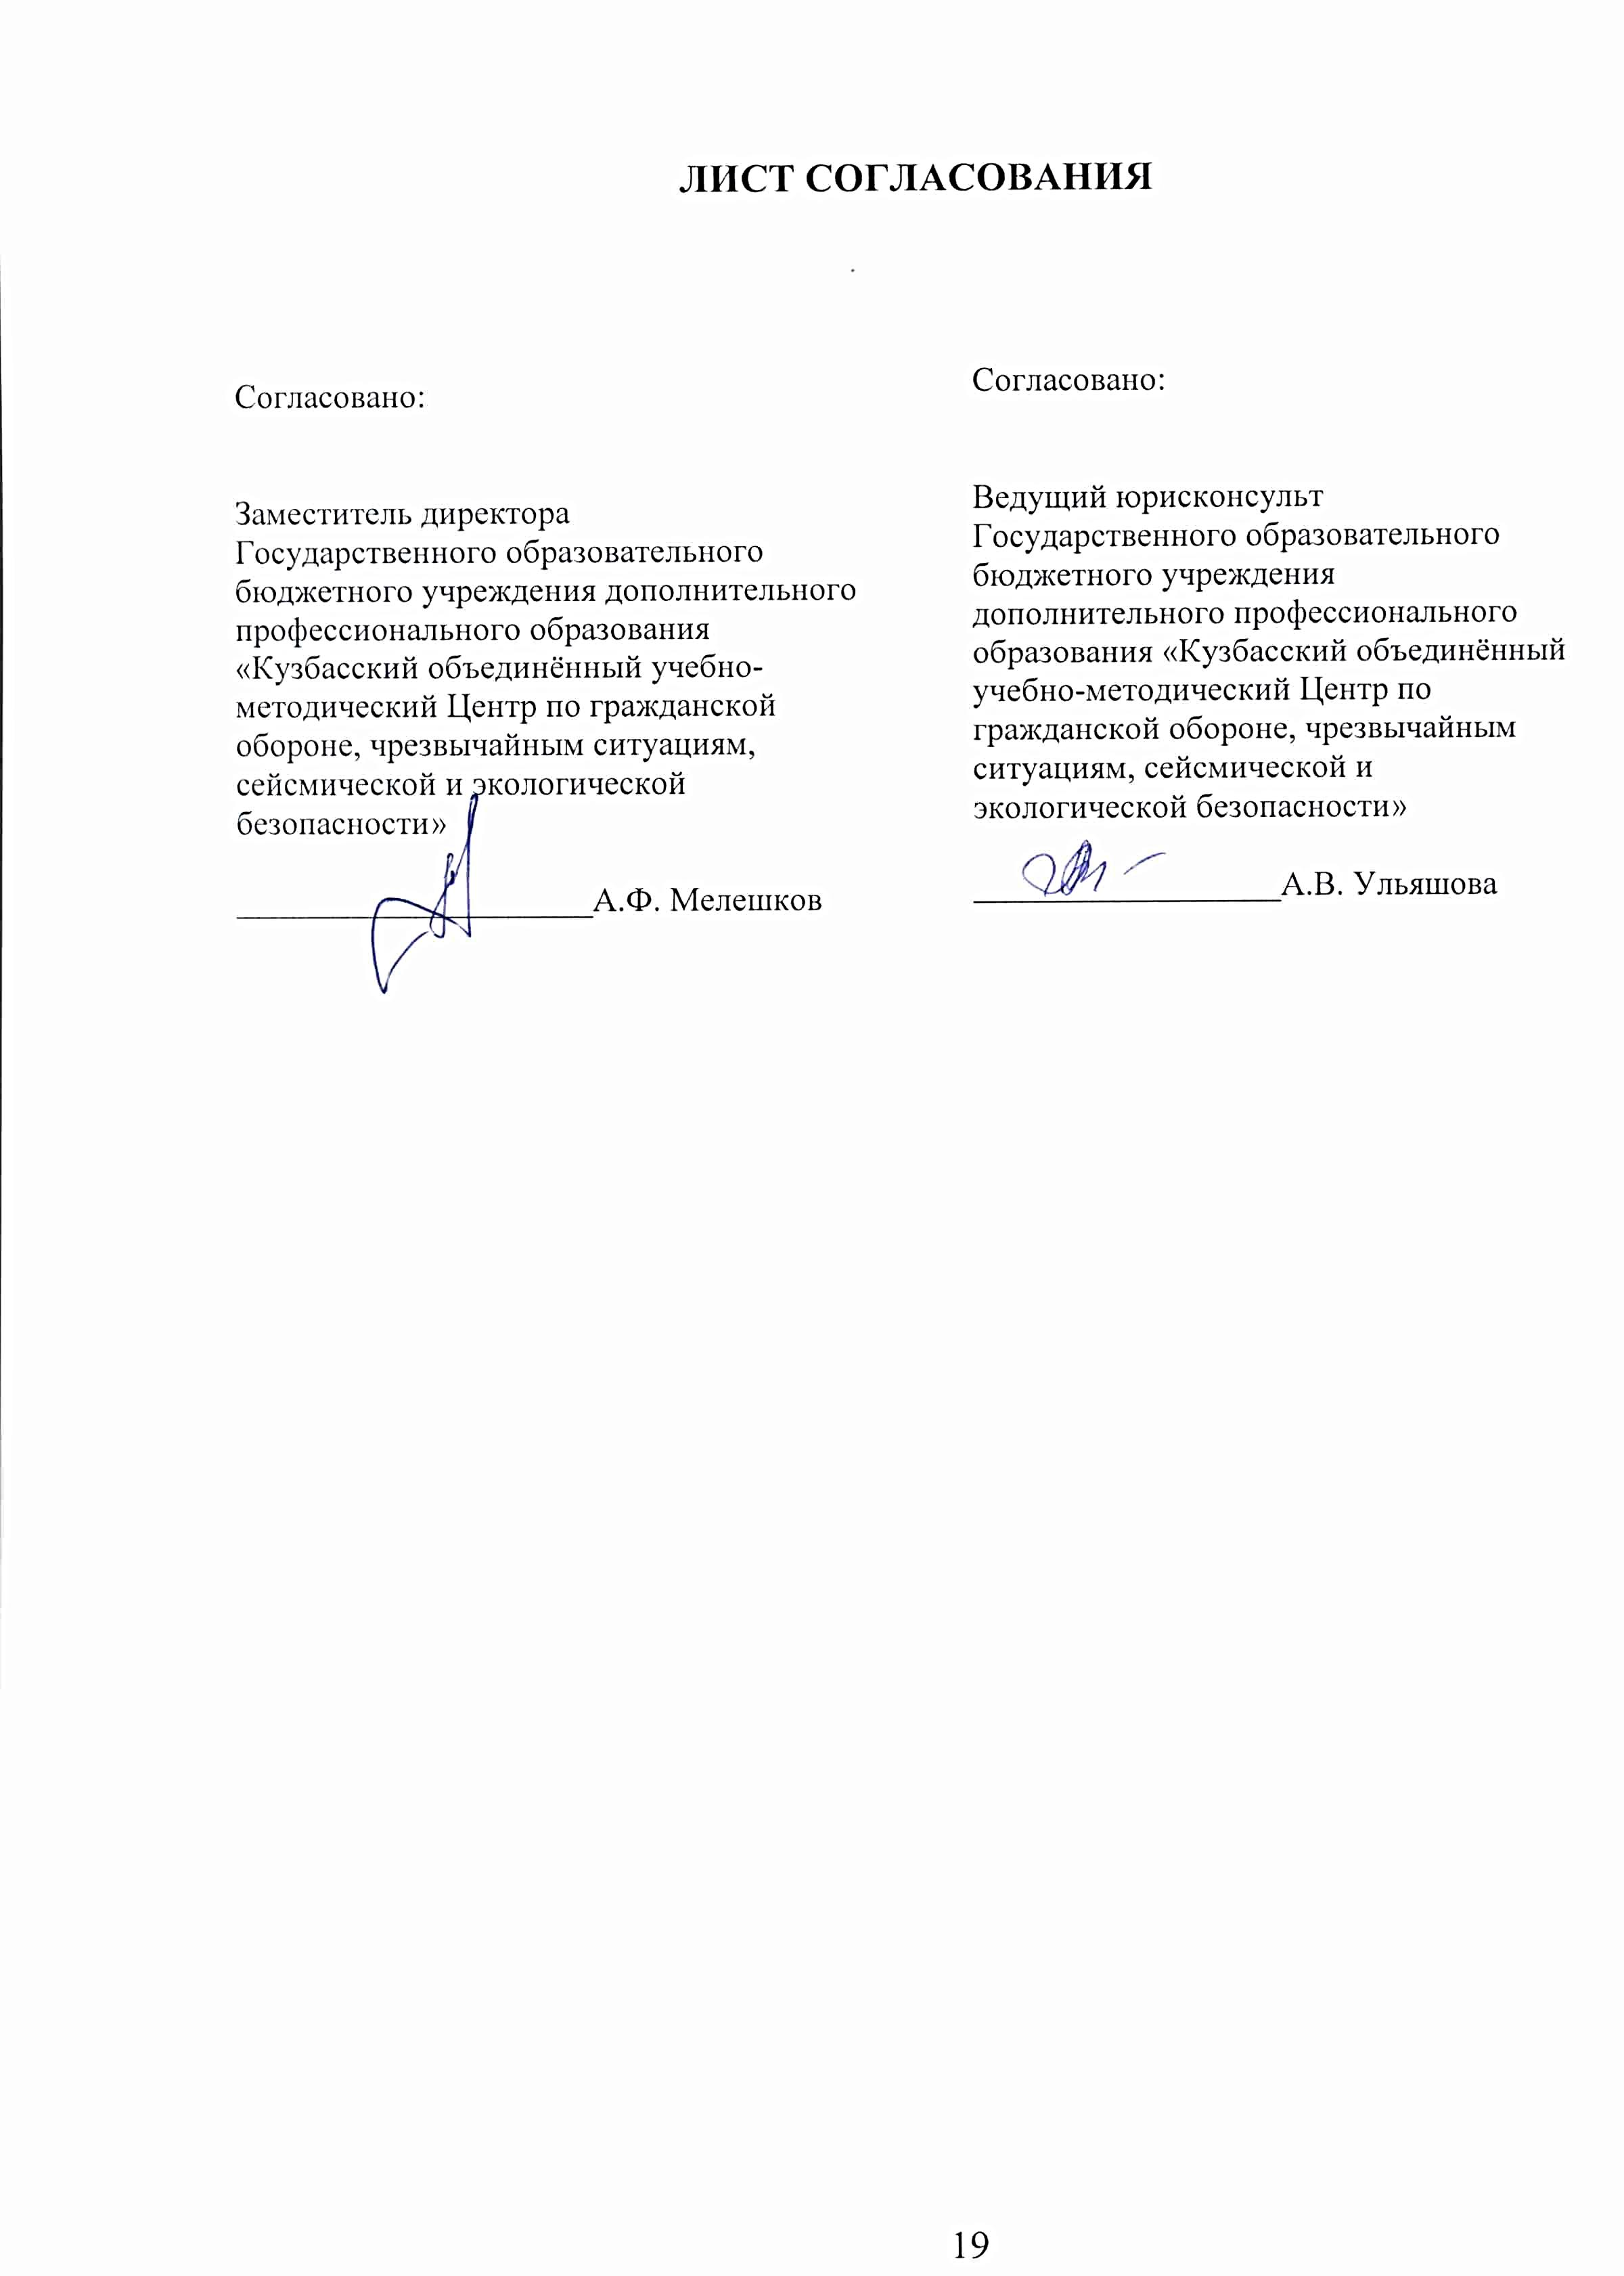 ЛИСТ СОГЛАСОВАНИЯ
Согласовано:
Заместитель директора
Государственного образовательного
бюджетного учреждения дополнительного
профессионального образования
«Кузбасский объединённый учебно-
методический Центр по гражданской
обороне, чрезвычайным ситуациям,
сейсмической и экологической
безопасности»
____________________А.Ф. Мелешков
Согласовано:
Ведущий юрисконсульт
Государственного образовательного
бюджетного учреждения
дополнительного профессионального
образования «Кузбасский объединённый
учебно-методический Центр по
гражданской обороне, чрезвычайным
ситуациям, сейсмической и
экологической безопасности»
__________________А.В. Ульяшова
19